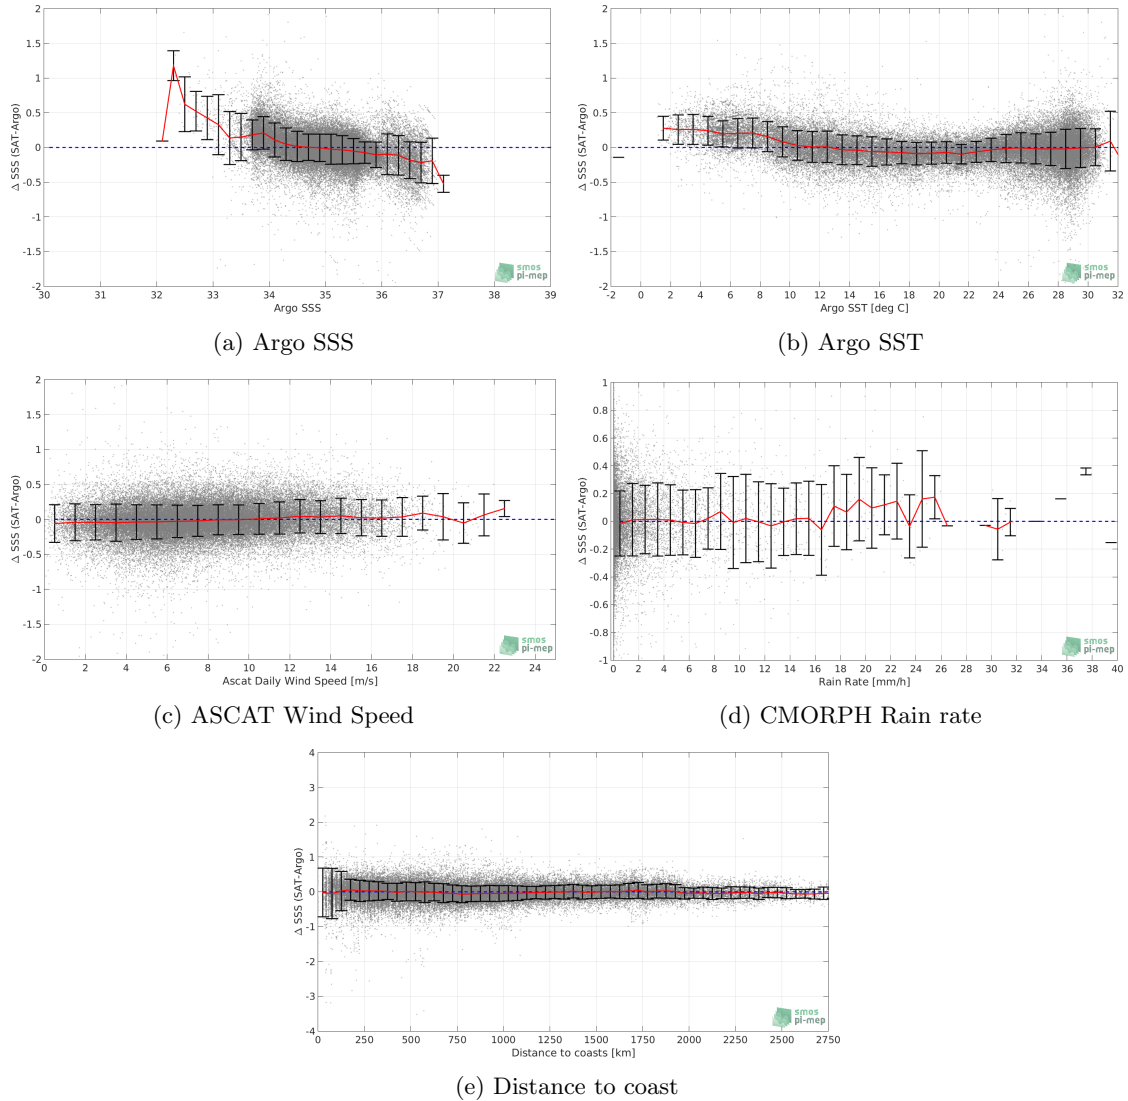 2
1.5
1
0.5
0
-0.5
-1
-1.5
-2
Δ SSS (SAT-Argo)
30 31 32 33 34 35 36 37 38 39
Argo SSS
smos
pi-mep
(a) Argo SSS
2
1.5
1
0.5
0
-0.5
-1
-1.5
-2
Δ SSS (SAT-Argo)
-2 0 2 4 6 8 10 12 14 16 18 20 22 24 26 28 30 32
Argo SST [deg C]
smos
pi-mep
(b) Argo SST
2
1.5
1
0.5
0
-0.5
-1
-1.5
-2
Δ SSS (SAT-Argo)
0 2 4 6 8 10 12 14 16 18 20 22 24
Ascat Daily Wind Speed [m/s]
smos
pi-mep
(c) ASCAT Wind Speed
1
0.8
0.6
0.4
0.2
0
-0.2
-0.4
-0.6
-0.8
-1
Δ SSS (SAT-Argo)
0 2 4 6 8 10 12 14 16 18 20 22 24 26 28 30 32 34 36 38 40
Rain Rate [mm/h]
smos
pi-mep
(d) CMORPH Rain rate
4
3
2
1
0
-1
-2
-3
-4
Δ SSS (SAT-Argo)
0 250 500 750 1000 1250 1500 1750 2000 2250 2500 2750
Distance to coasts [km]
smos
pi-mep
(e) Distance to coast